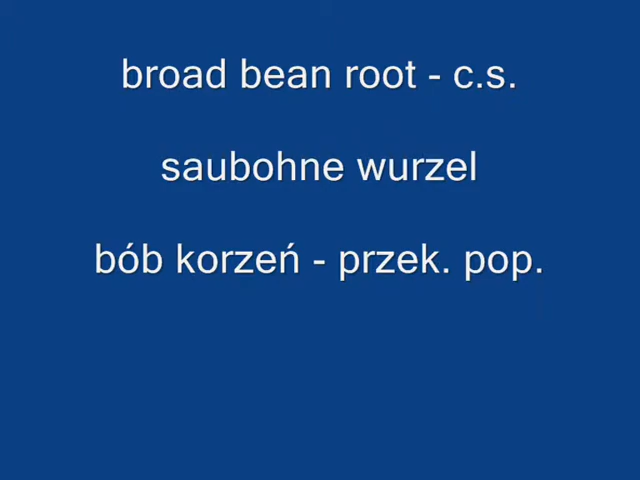 broad bean root - c.s.
saubohne wurzel
bób korzeń - przek. pop.